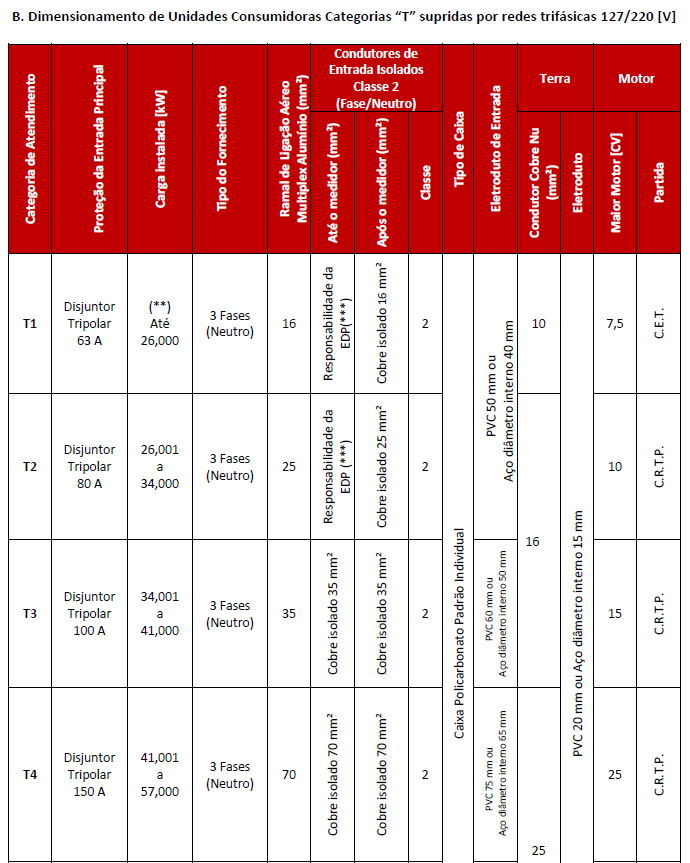 B. Dimensionamento de Unidades Consumidoras Categorias “T” supridas por redes trifásicas 127/220 [V]
Categoria de Atendimento
Proteção da Entrada Principal
Carga Instalada [kW]
Tipo do Fornecimento
Ramal de Ligação Aéreo
Multiplex Alumínio (mm²)
Condutores de
Entrada Isolados
Classe 2
(Fase/Neutro)
Até o medidor (mm²)
Após o medidor (mm²)
Classe
Tipo de Caixa
Eletroduto de Entrada
Terra
Condutor Cobre Nu
(mm²)
Eletroduto
Motor
Maior Motor [CV]
Partida
T1
Disjuntor
Tripolar
63 A
(**)
Até
26,000
3 Fases
(Neutro)
16
Responsabilidade da
EDP(***)
Cobre isolado 16 mm²
2
10
7,5
C.E.T.
PVC 50 mm ou
Aço diâmetro interno 40 mm
T2
Disjuntor
Tripolar
80 A
26,001
a
34,000
3 Fases
(Neutro)
25
Responsabilidade da
EDP (***)
Cobre isolado 25 mm²
2
10
C.R.T.P.
16
Caixa Policarbonato Padrão Individual
PVC 20 mm ou Aço diâmetro interno 15 mm
T3
Disjuntor
Tripolar
100 A
34,001
a
41,000
3 Fases
(Neutro)
35
Cobre isolado 35 mm²
Cobre isolado 35 mm²
2
PVC 60 mm ou
Aço diâmetro interno 50 mm
15
C.R.T.P.
T4
Disjuntor
Tripolar
150 A
41,001
a
57,000
3 Fases
(Neutro)
70
Cobre isolado 70 mm²
Cobre isolado 70 mm²
2
PVC 75 mm ou
Aço diâmetro interno 65 mm
25
25
C.R.T.P.